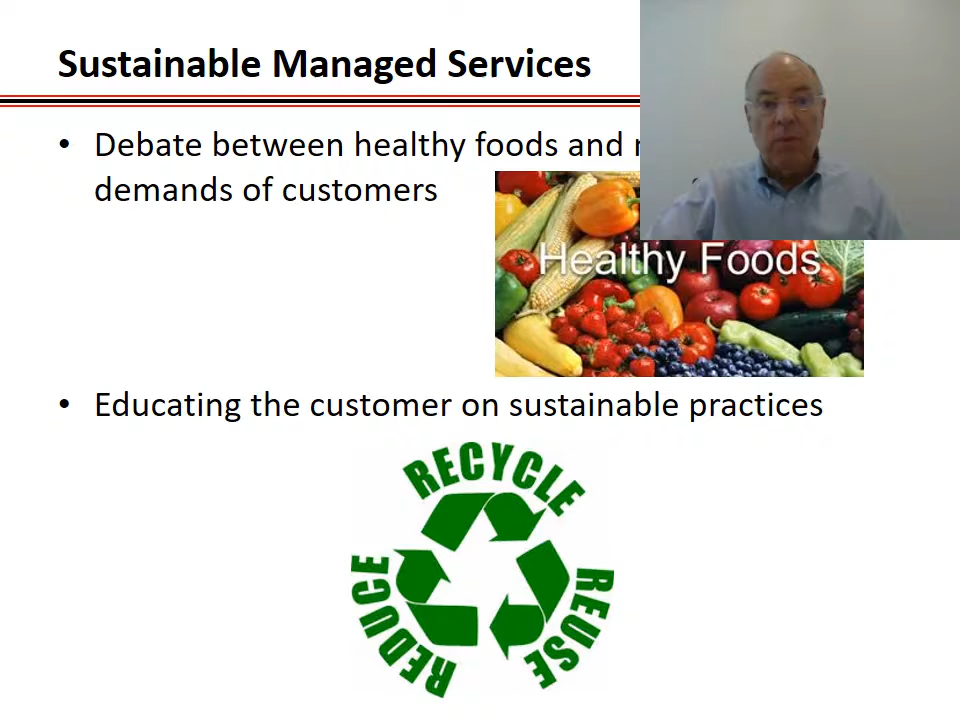 Sustainable Managed Services
• Debate between healthy foods and
demands of customers
Healthy Foods
• Educating the customer on sustainable practices
RECYCLE
REDUCE
REUSE